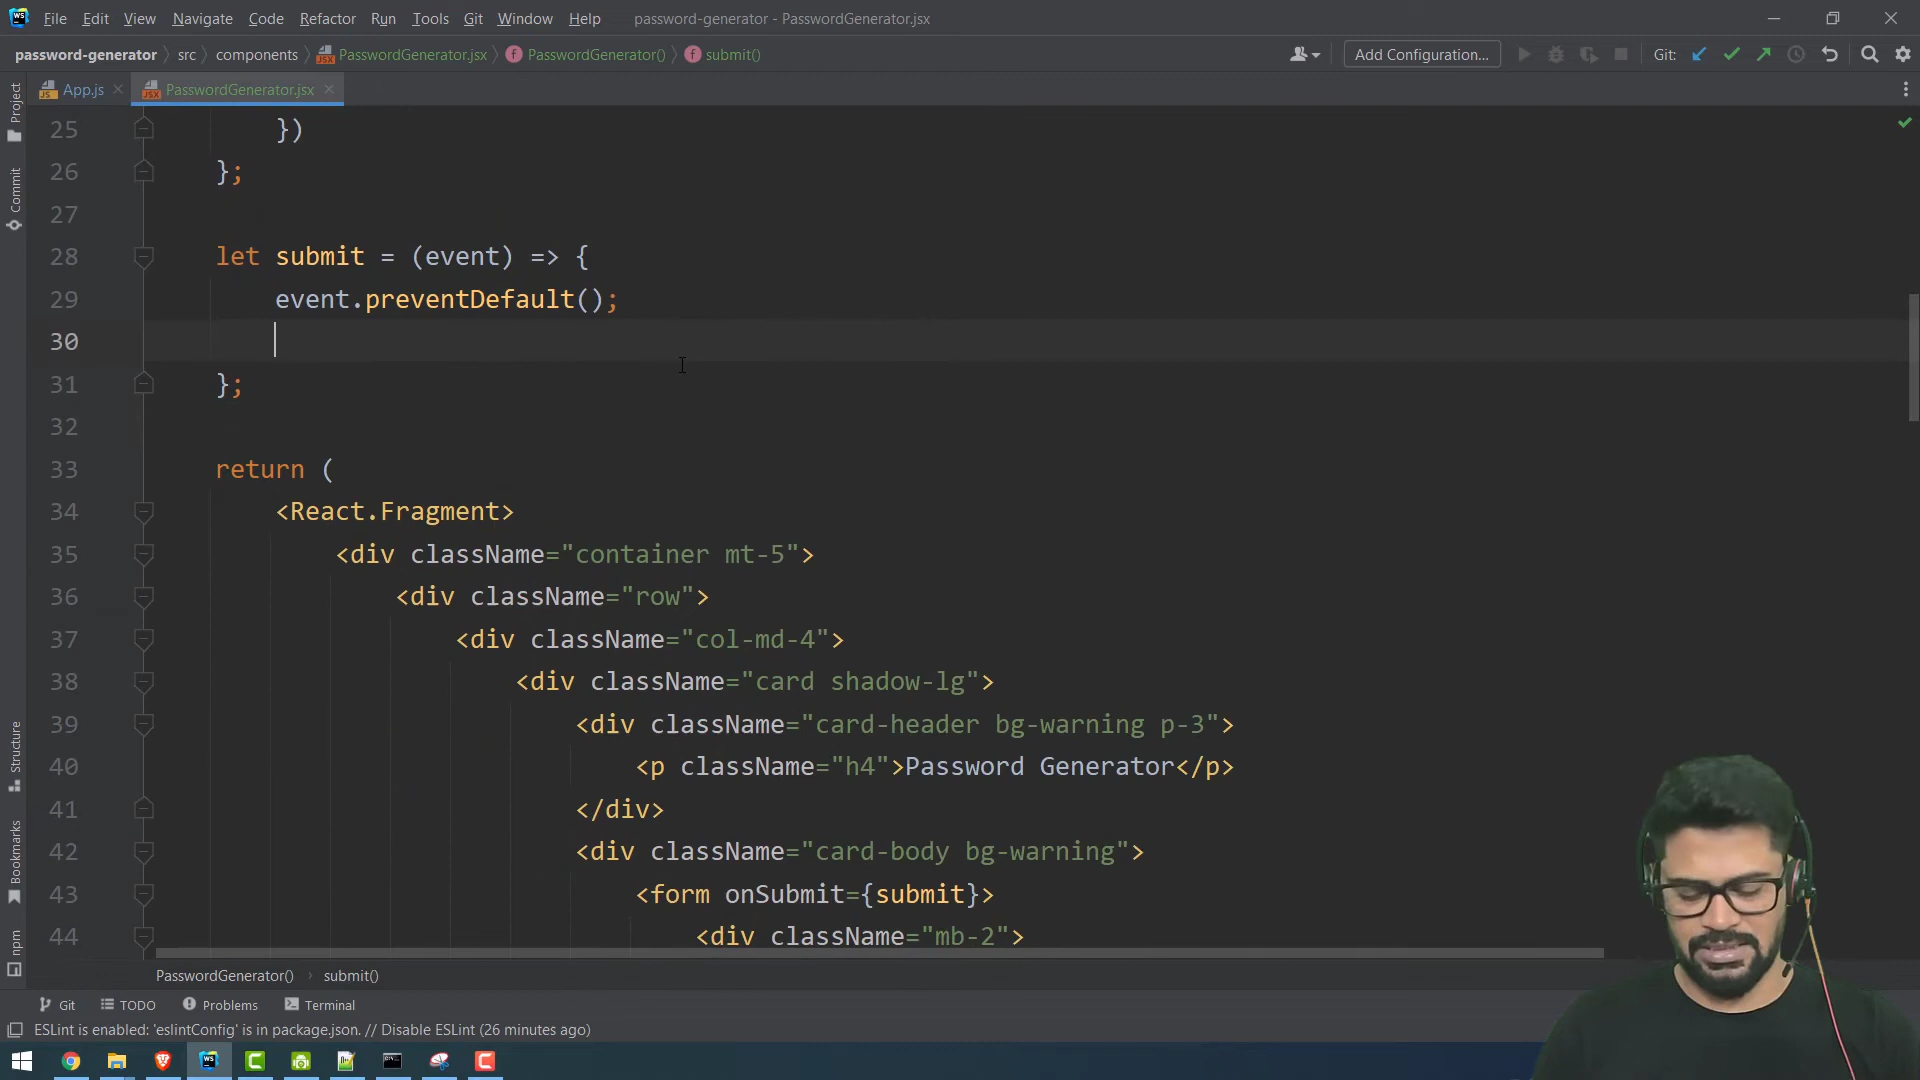 WS File Edit View Navigate Code Refactor Run Tools Git Window Help password-generator - PasswordGenerator.jsx
password-generator src components PasswordGenerator.jsx PasswordGenerator() submit() Add Configuration... Git:
App.js PasswordGenerator.jsx
Project
Commit
Structure
Bookmarks
npm
25 })
26 };
27
28 let submit = (event) => {
29 event.preventDefault();
30
31 };
32
33 return (
34 <React.Fragment>
35 <div className="container mt-5">
36 <div className="row">
37 <div className="col-md-4">
38 <div className="card shadow-lg">
39 <div className="card-header bg-warning p-3">
40 <p className="h4">Password Generator</p>
41 </div>
42 <div className="card-body bg-warning">
43 <form onSubmit={submit}>
44 <div className="mb-2">
PasswordGenerator() submit()
Git TODO Problems Terminal
ESLint is enabled: 'eslintConfig' is in package.json. // Disable ESLint (26 minutes ago)